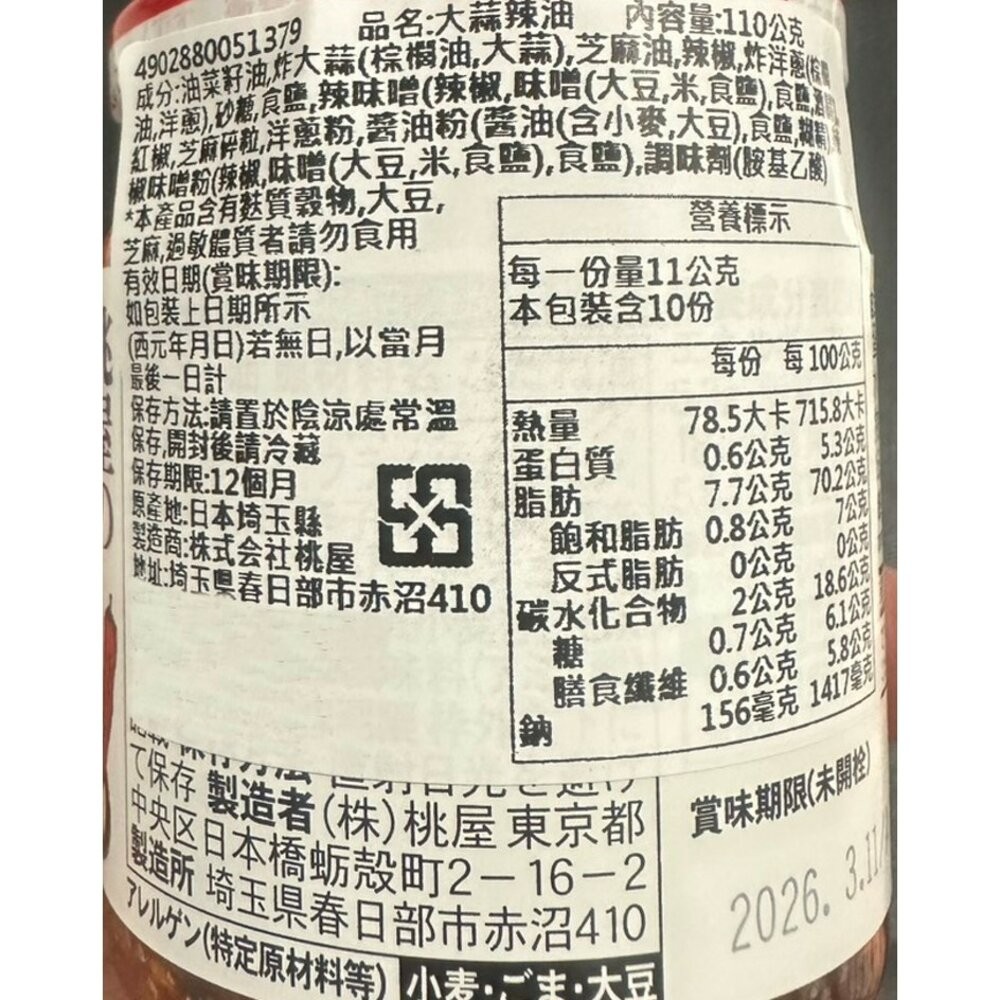 4902880051379
品名:大蒜辣油 內容量:110公克
成分:油菜籽油,炸大蒜(棕櫚油,大蒜),芝麻油,辣椒,炸洋蔥(棕櫚
油,洋蔥),砂糖,食鹽,辣味噌(辣椒,味噌(大豆,米,食鹽),食鹽
紅椒,芝麻碎粒,洋蔥粉,醬油粉(醬油(含小麥,大豆),食鹽,糊精)
椒味噌粉(辣椒,味噌(大豆,米,食鹽),食鹽),調味劑(胺基乙酸)
*本產品含有麩質穀物,大豆,
芝麻,過敏體質者請勿食用
有效日期(賞味期限):
如包裝上日期所示
(西元年月日)若無日,以當月
最後一日計
保存方法:請置於陰涼處常溫
保存,開封後請冷藏
保存期限:12個月
原產地:日本埼玉縣
製造商:株式会社桃屋
地址:埼玉県春日部市赤沼410
營養標示
每一份量11公克
本包裝含10份
每份 每100公克
熱量 78.5大卡 715.8大卡
蛋白質 0.6公克 5.3公克
脂肪 7.7公克 70.2公克
飽和脂肪 0.8公克 7公克
反式脂肪 0公克 0公克
碳水化合物 2公克 18.6公克
糖 0.7公克 6.1公克
膳食纖維 0.6公克 5.8公克
鈉 156毫克 1417毫克
て保存 製造者 (株)桃屋 東京都
中央区日本橋蛎殻町2－16－2
製造所 埼玉県春日部市赤沼410
アレルゲン(特定原材料等) 小麦・ごま・大豆
賞味期限(未開栓)
2026. 3.11